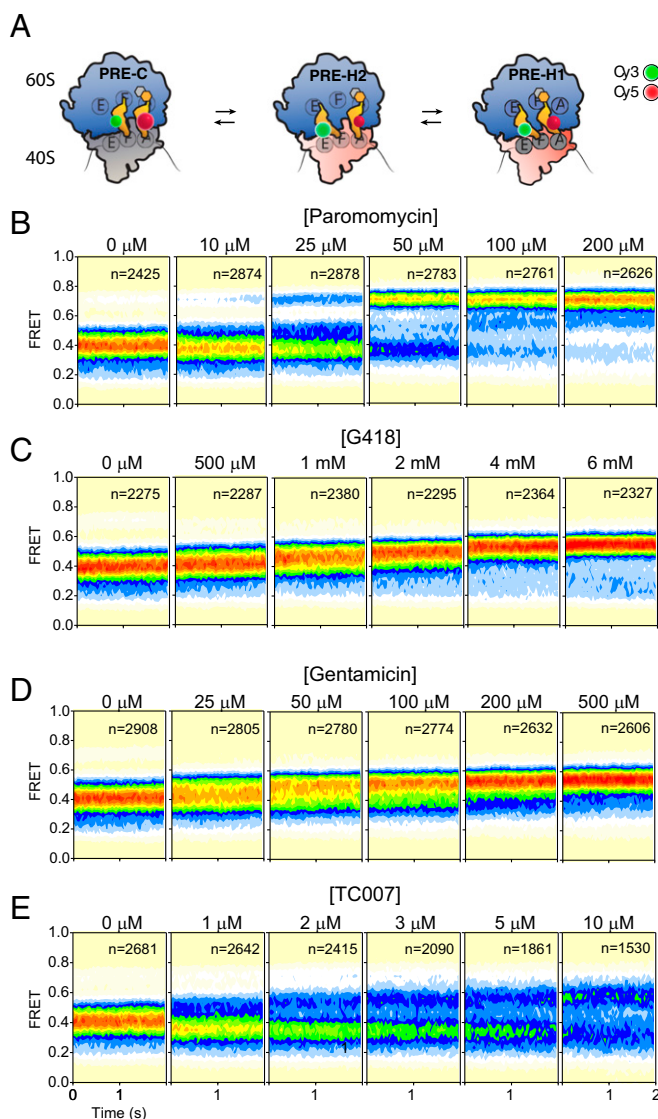 A
60S
PRE-C
PRE-H2
PRE-H1
Cy3
Cy5
E
E F
E F A
40S
E
E F
E P A
B
[Paromomycin]
0 µM 10 µM 25 µM 50 µM 100 µM 200 µM
n=2425 n=2874 n=2878 n=2783 n=2761 n=2626
FRET
1.0
0.8
0.6
0.4
0.2
0.0
C
[G418]
0 µM 500 µM 1 mM 2 mM 4 mM 6 mM
n=2275 n=2287 n=2380 n=2295 n=2364 n=2327
FRET
1.0
0.8
0.6
0.4
0.2
0.0
D
[Gentamicin]
0 µM 25 µM 50 µM 100 µM 200 µM 500 µM
n=2908 n=2805 n=2780 n=2774 n=2632 n=2606
FRET
1.0
0.8
0.6
0.4
0.2
0.0
E
[TC007]
0 µM 1 µM 2 µM 3 µM 5 µM 10 µM
n=2681 n=2642 n=2415 n=2090 n=1861 n=1530
FRET
1.0
0.8
0.6
0.4
0.2
0.0
0 1 1 1 1 1 1 2
Time (s)